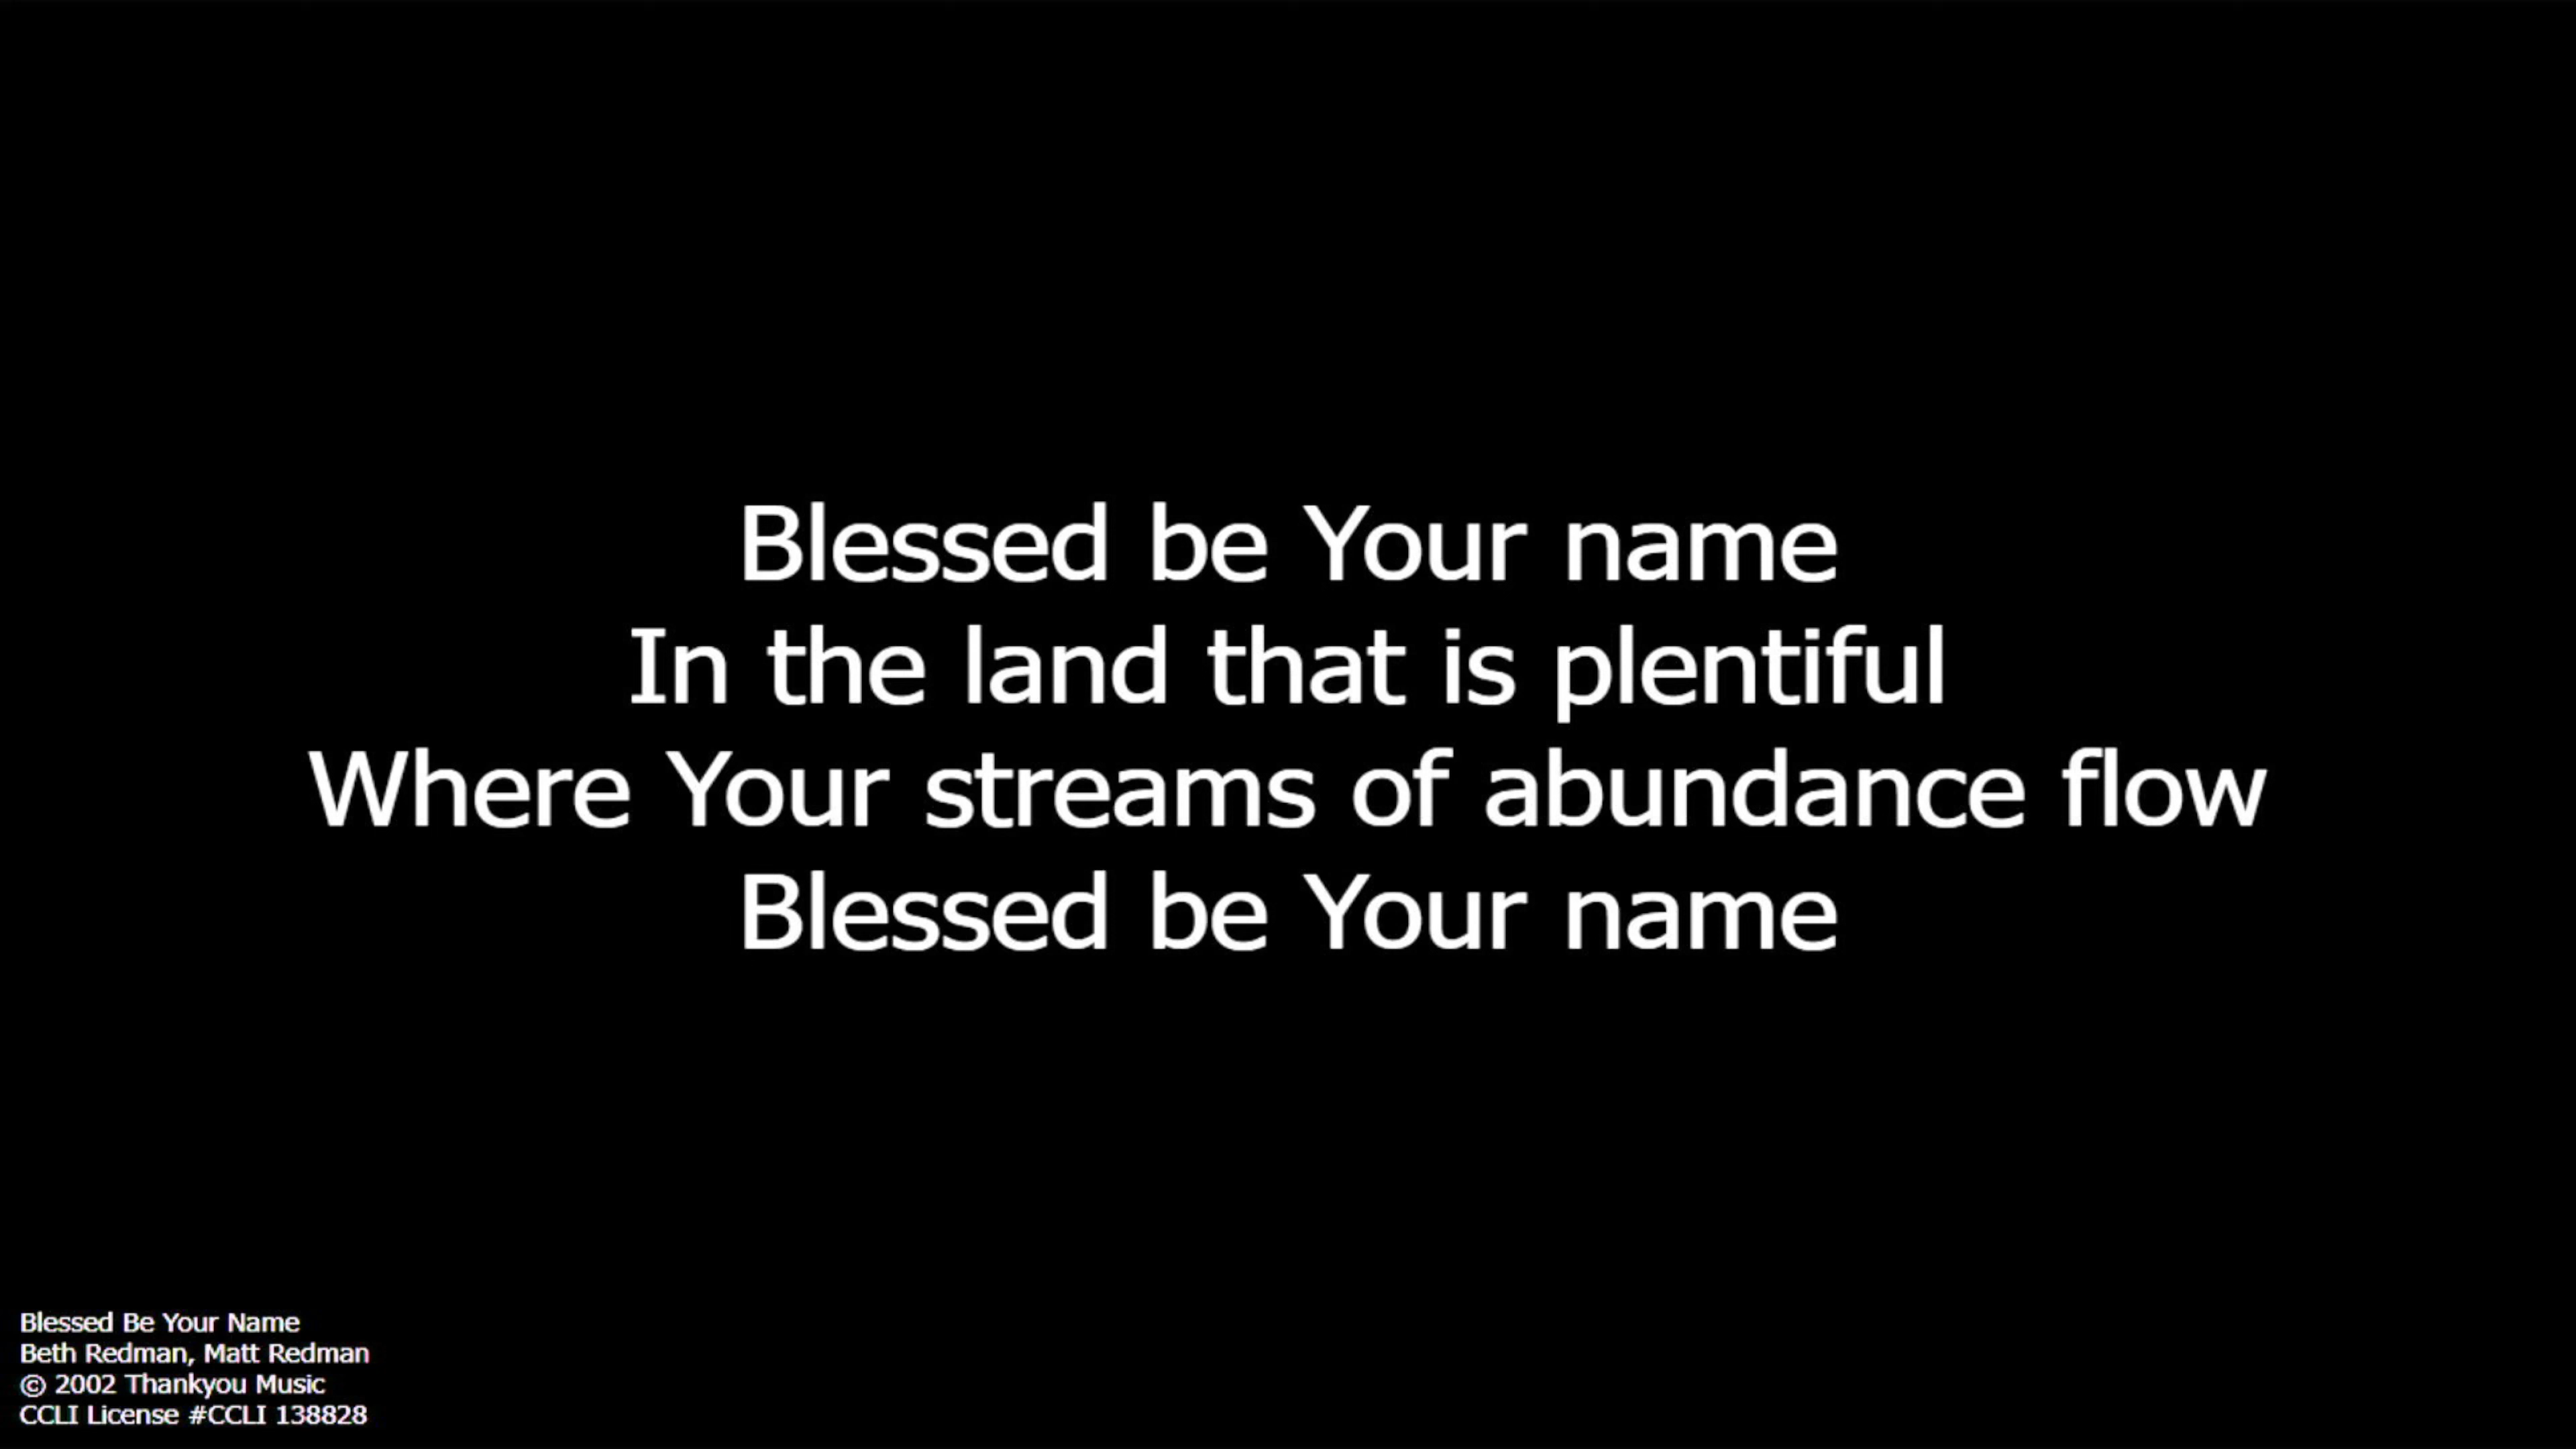 Blessed be Your name
In the land that is plentiful
Where Your streams of abundance flow
Blessed be Your name
Blessed Be Your Name
Beth Redman, Matt Redman
© 2002 Thankyou Music
CCLI License #CCLI 138828